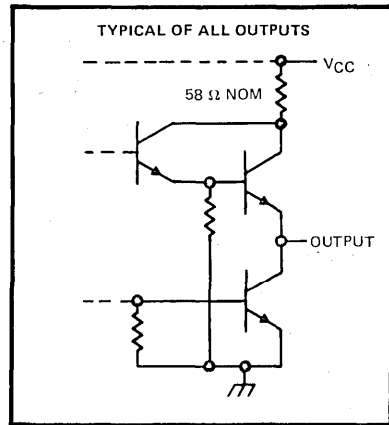 TYPICAL OF ALL OUTPUTS
VCC
58 Ω NOM
OUTPUT